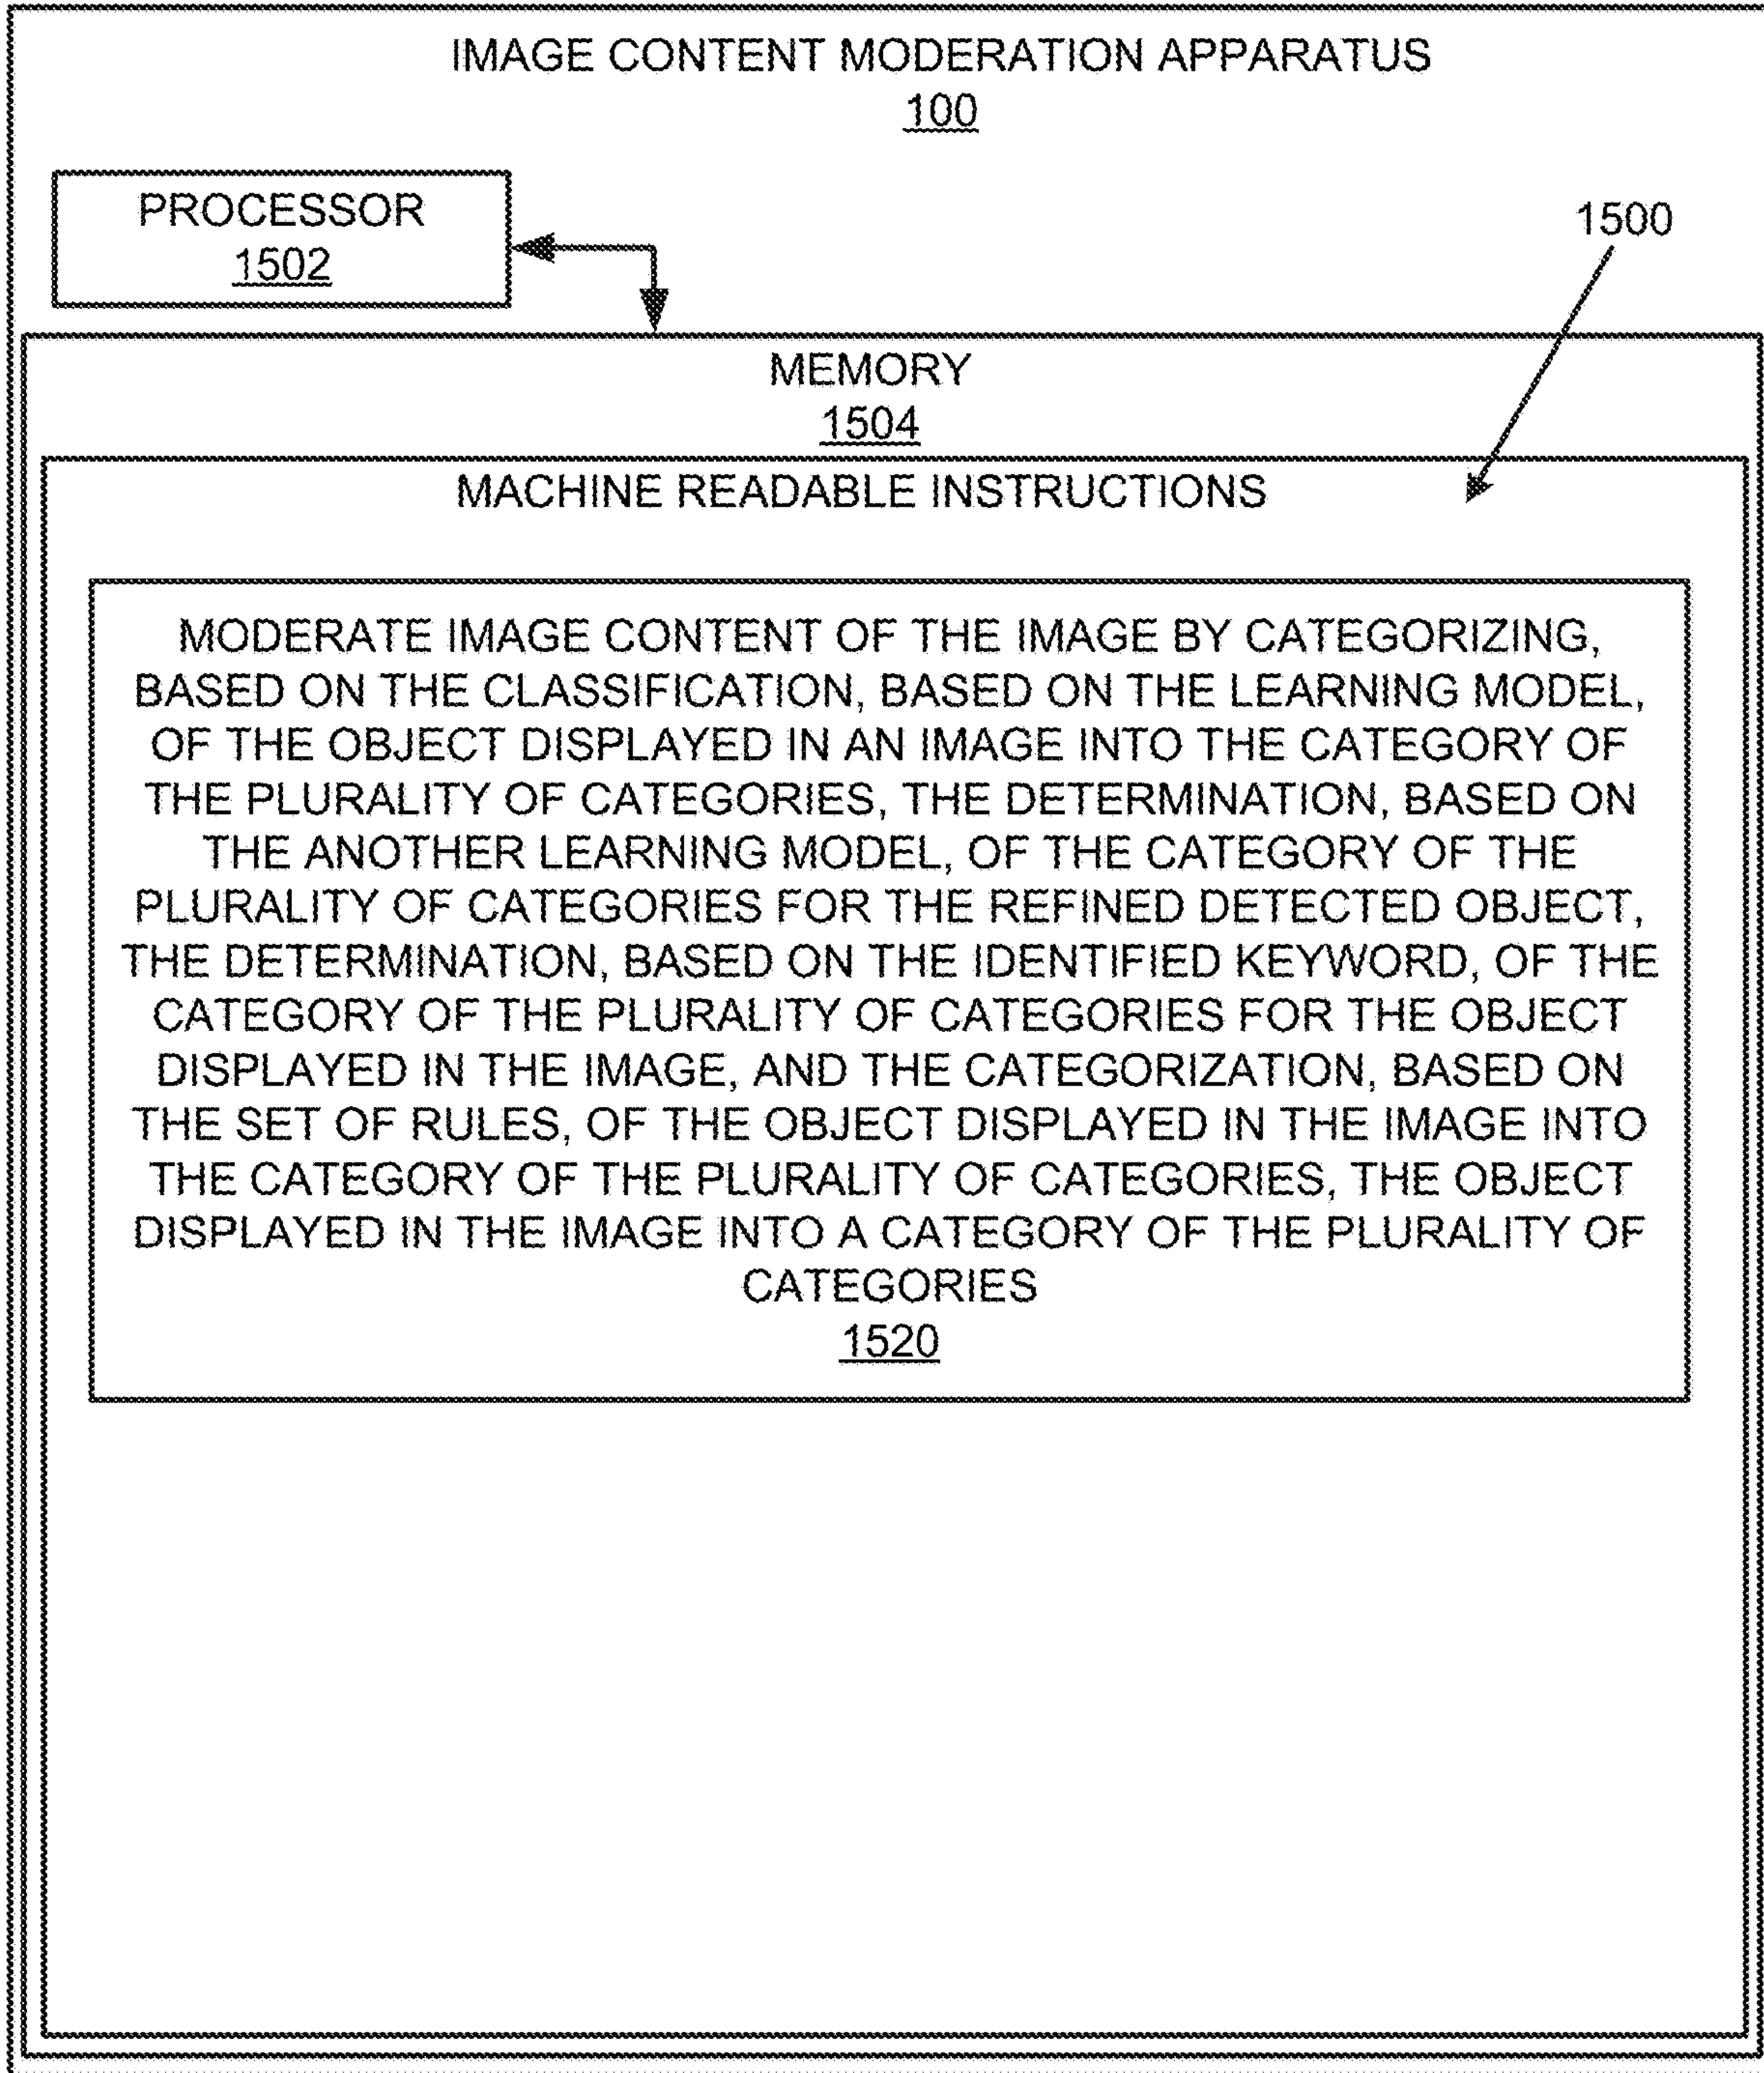 IMAGE CONTENT MODERATION APPARATUS
100
PROCESSOR
1502
1500
MEMORY
1504
MACHINE READABLE INSTRUCTIONS
MODERATE IMAGE CONTENT OF THE IMAGE BY CATEGORIZING,
BASED ON THE CLASSIFICATION, BASED ON THE LEARNING MODEL,
OF THE OBJECT DISPLAYED IN AN IMAGE INTO THE CATEGORY OF
THE PLURALITY OF CATEGORIES, THE DETERMINATION, BASED ON
THE ANOTHER LEARNING MODEL, OF THE CATEGORY OF THE
PLURALITY OF CATEGORIES FOR THE REFINED DETECTED OBJECT,
THE DETERMINATION, BASED ON THE IDENTIFIED KEYWORD, OF THE
CATEGORY OF THE PLURALITY OF CATEGORIES FOR THE OBJECT
DISPLAYED IN THE IMAGE, AND THE CATEGORIZATION, BASED ON
THE SET OF RULES, OF THE OBJECT DISPLAYED IN THE IMAGE INTO
THE CATEGORY OF THE PLURALITY OF CATEGORIES, THE OBJECT
DISPLAYED IN THE IMAGE INTO A CATEGORY OF THE PLURALITY OF
CATEGORIES
1520